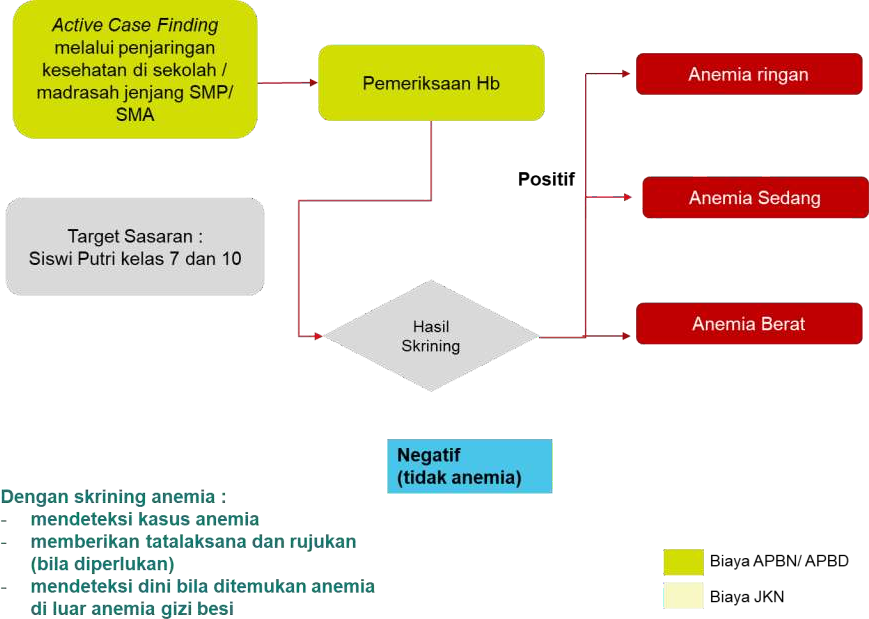 Active Case Finding
melalui penjaringan
kesehatan di sekolah /
madrasah jenjang SMP/
SMA
Pemeriksaan Hb
Anemia ringan
Positif
Anemia Sedang
Target Sasaran :
Siswi Putri kelas 7 dan 10
Hasil
Skrining
Anemia Berat
Negatif
(tidak anemia)
Dengan skrining anemia :
- mendeteksi kasus anemia
- memberikan tatalaksana dan rujukan
(bila diperlukan)
- mendeteksi dini bila ditemukan anemia
di luar anemia gizi besi
Biaya APBN/ APBD
Biaya JKN